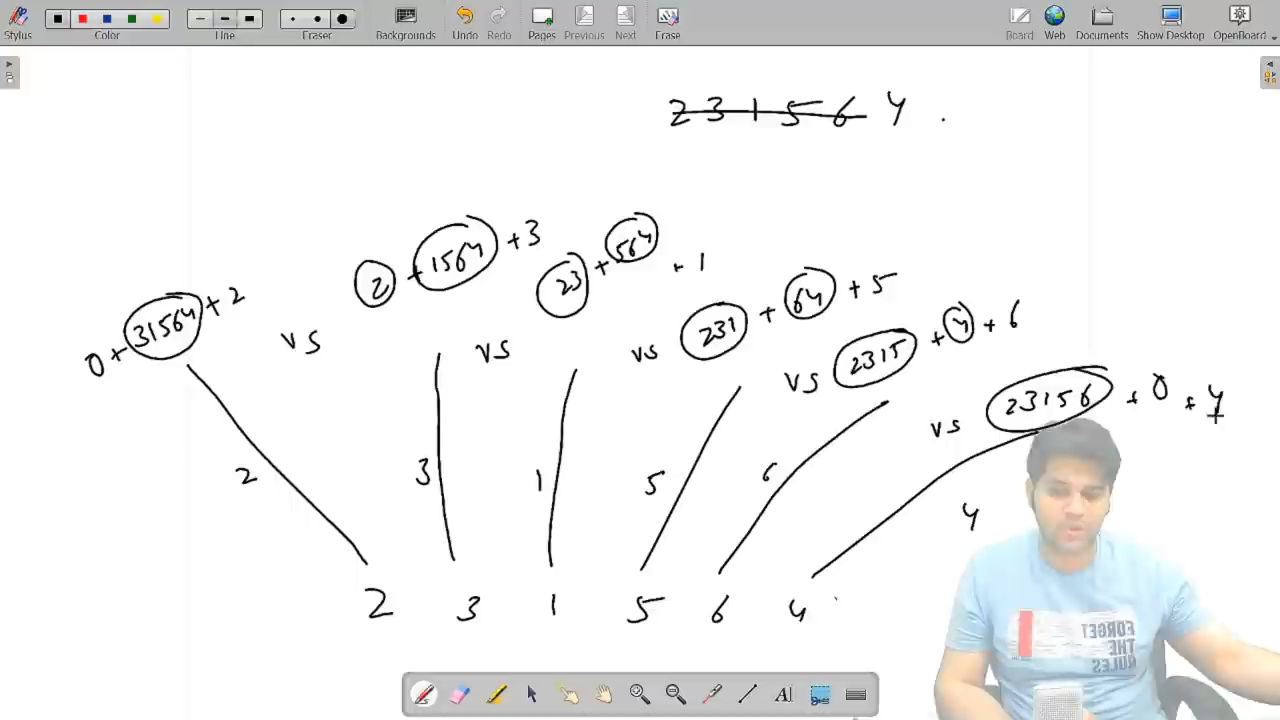 Stylus Color Line Eraser Backgrounds Undo Redo Pages Previous Next Erase Board Web Documents Show Desktop OpenBoard
2 3 1 5 6 4 .
0 + 31564 + 2 vs 2 + 1564 + 3 vs 23 + 564 + 1 vs 231 + 64 + 5 vs 2315 + 4 + 6 vs 23156 + 0 + 4
2 3 1 5 6 4
2 3 1 5 6 4
FORGET
THE
RULES